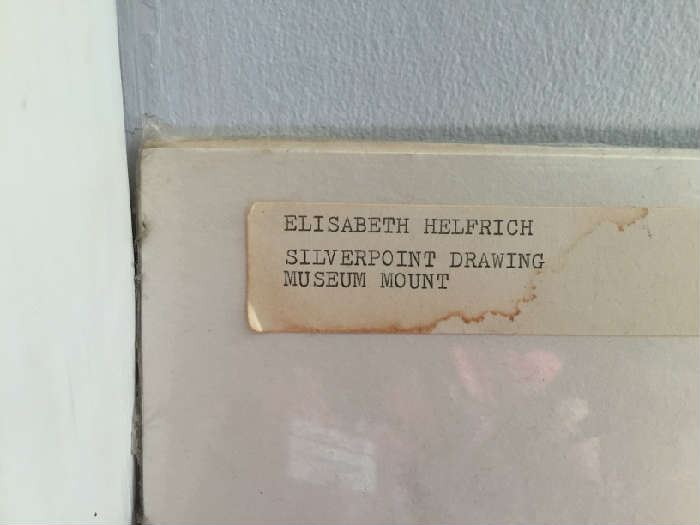 ELISABETH HELFRICH
SILVERPOINT DRAWING
MUSEUM MOUNT